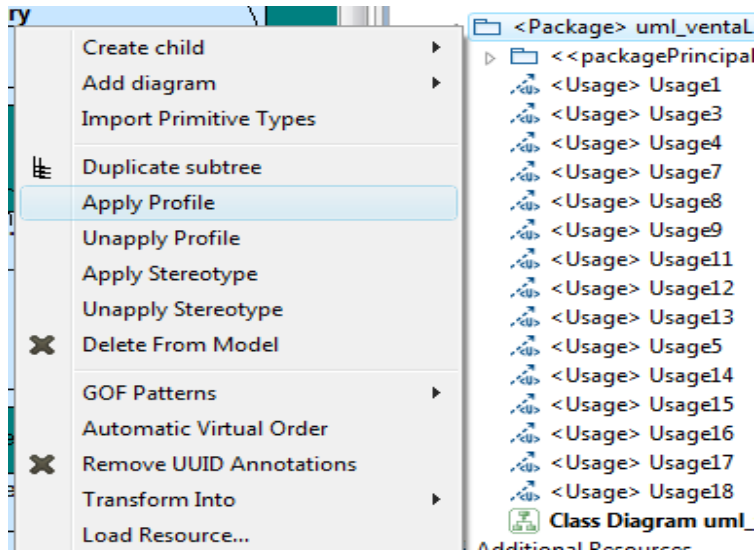 ry
Create child
Add diagram
Import Primitive Types
Duplicate subtree
Apply Profile
Unapply Profile
Apply Stereotype
Unapply Stereotype
Delete From Model
GOF Patterns
Automatic Virtual Order
Remove UUID Annotations
Transform Into
Load Resource...
<Package> uml_ventaL
<<packagePrincipal
<Usage> Usage1
<Usage> Usage3
<Usage> Usage4
<Usage> Usage7
<Usage> Usage8
<Usage> Usage9
<Usage> Usage11
<Usage> Usage12
<Usage> Usage13
<Usage> Usage5
<Usage> Usage14
<Usage> Usage15
<Usage> Usage16
<Usage> Usage17
<Usage> Usage18
Class Diagram uml_
Additional Resources